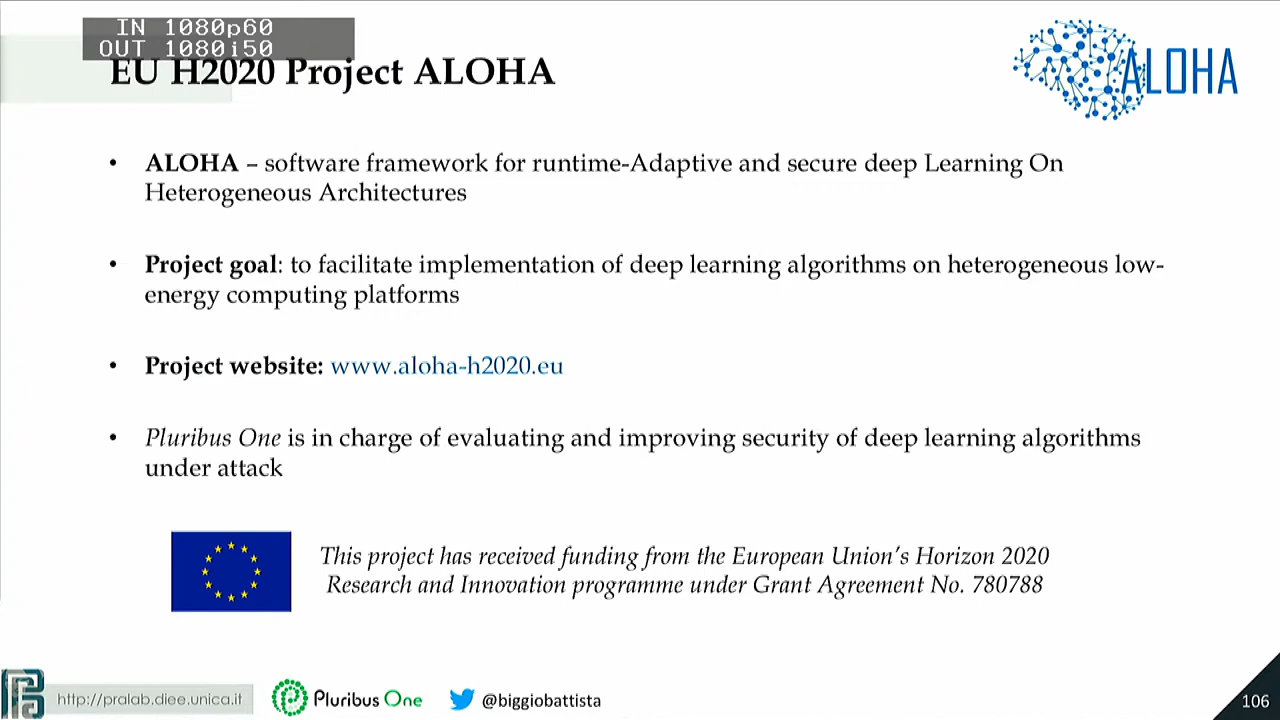 IN 1080p60
OUT 1080i50
EU H2020 Project ALOHA
ALOHA
• ALOHA – software framework for runtime-Adaptive and secure deep Learning On
Heterogeneous Architectures
• Project goal: to facilitate implementation of deep learning algorithms on heterogeneous low-
energy computing platforms
• Project website: www.aloha-h2020.eu
• Pluribus One is in charge of evaluating and improving security of deep learning algorithms
under attack
This project has received funding from the European Union’s Horizon 2020
Research and Innovation programme under Grant Agreement No. 780788
http://pralab.diee.unica.it
Pluribus One
@biggiobattista
106